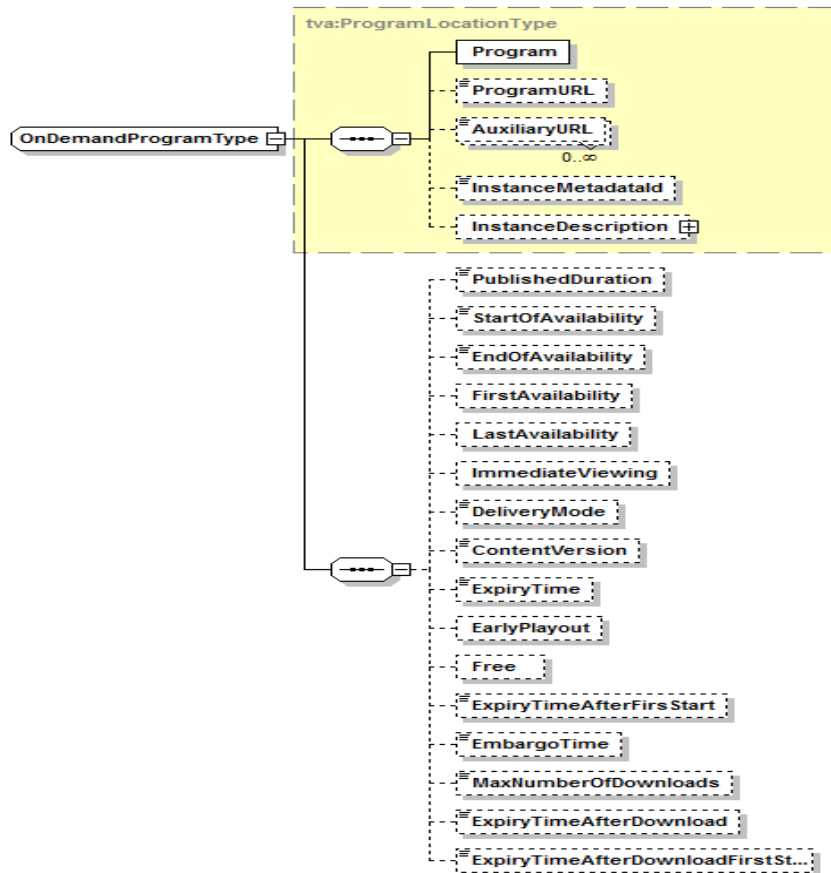 tva:ProgramLocationType
Program
ProgramURL
OnDemandProgramType
AuxiliaryURL
0..∞
InstanceMetadataId
InstanceDescription
PublishedDuration
StartOfAvailability
EndOfAvailability
FirstAvailability
LastAvailability
ImmediateViewing
DeliveryMode
ContentVersion
ExpiryTime
EarlyPlayout
Free
ExpiryTimeAfterFirsStart
EmbargoTime
MaxNumberOfDownloads
ExpiryTimeAfterDownload
ExpiryTimeAfterDownloadFirstSt...